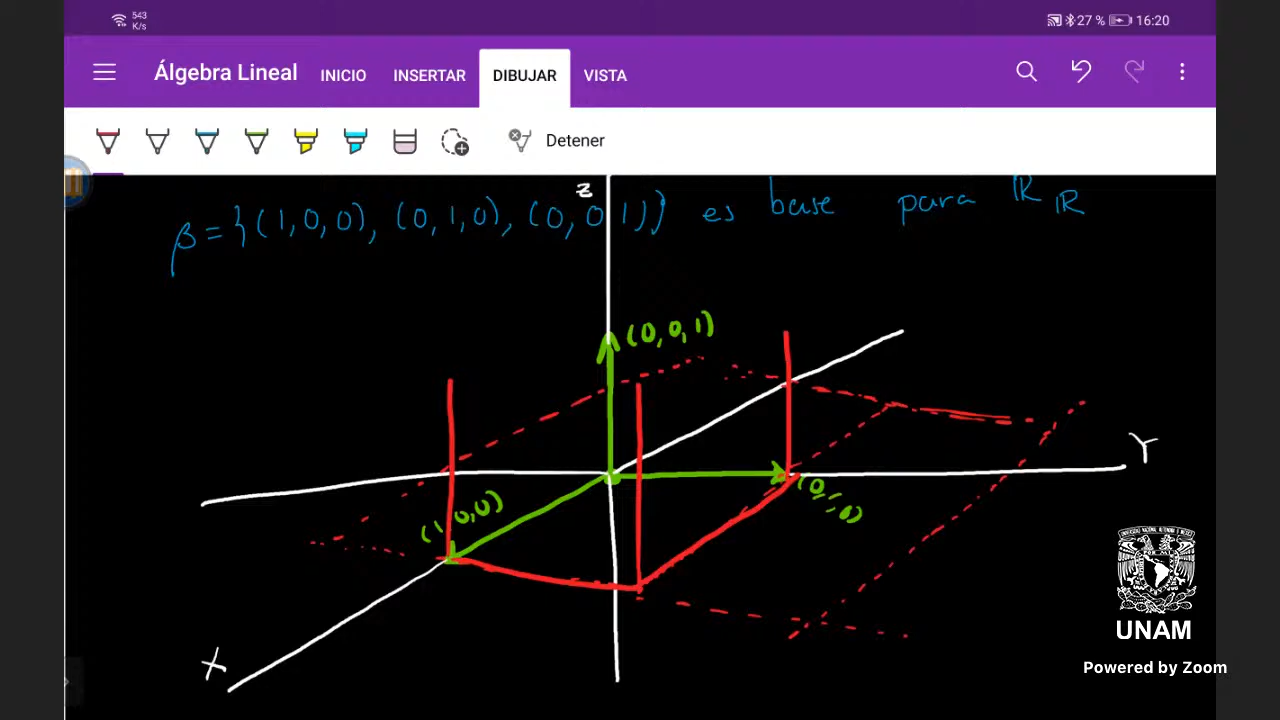 543
K/s
27 % 16:20
Álgebra Lineal INICIO INSERTAR DIBUJAR VISTA
Detener
Z
β = {(1,0,0), (0,1,0), (0,0,1)} es base para ℝ ℝ
(0,0,1)
Y
(1,0,0)
(0,1,0)
X
UNAM
Powered by Zoom